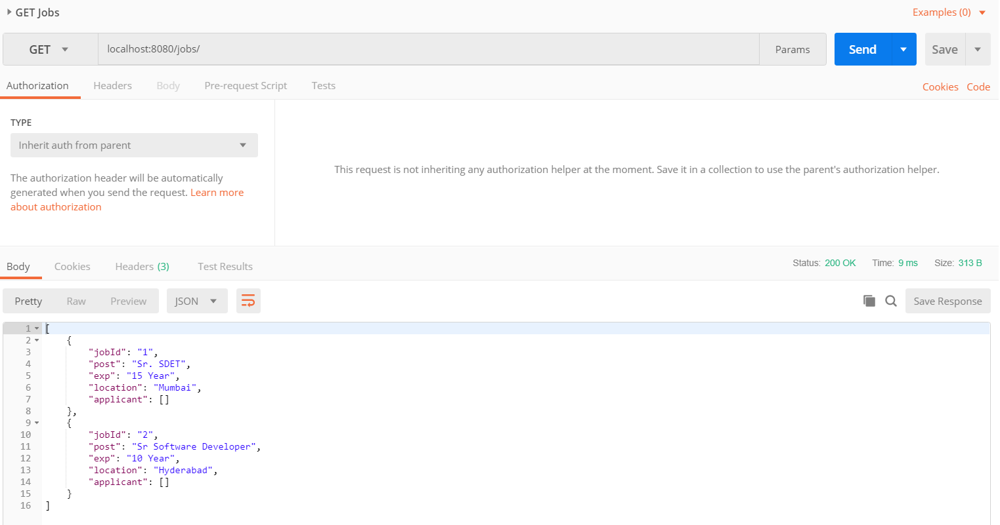 GET Jobs
Examples (0)
GET localhost:8080/jobs/ Params Send Save
Authorization Headers Body Pre-request Script Tests Cookies Code
TYPE
Inherit auth from parent
The authorization header will be automatically
generated when you send the request. Learn more
about authorization
This request is not inheriting any authorization helper at the moment. Save it in a collection to use the parent's authorization helper.
Body Cookies Headers (3) Test Results Status: 200 OK Time: 9 ms Size: 313 B
Pretty Raw Preview JSON Save Response
1 [
2 {
3 "jobId": "1",
4 "post": "Sr. SDET",
5 "exp": "15 Year",
6 "location": "Mumbai",
7 "applicant": []
8 },
9 {
10 "jobId": "2",
11 "post": "Sr Software Developer",
12 "exp": "10 Year",
13 "location": "Hyderabad",
14 "applicant": []
15 }
16 ]